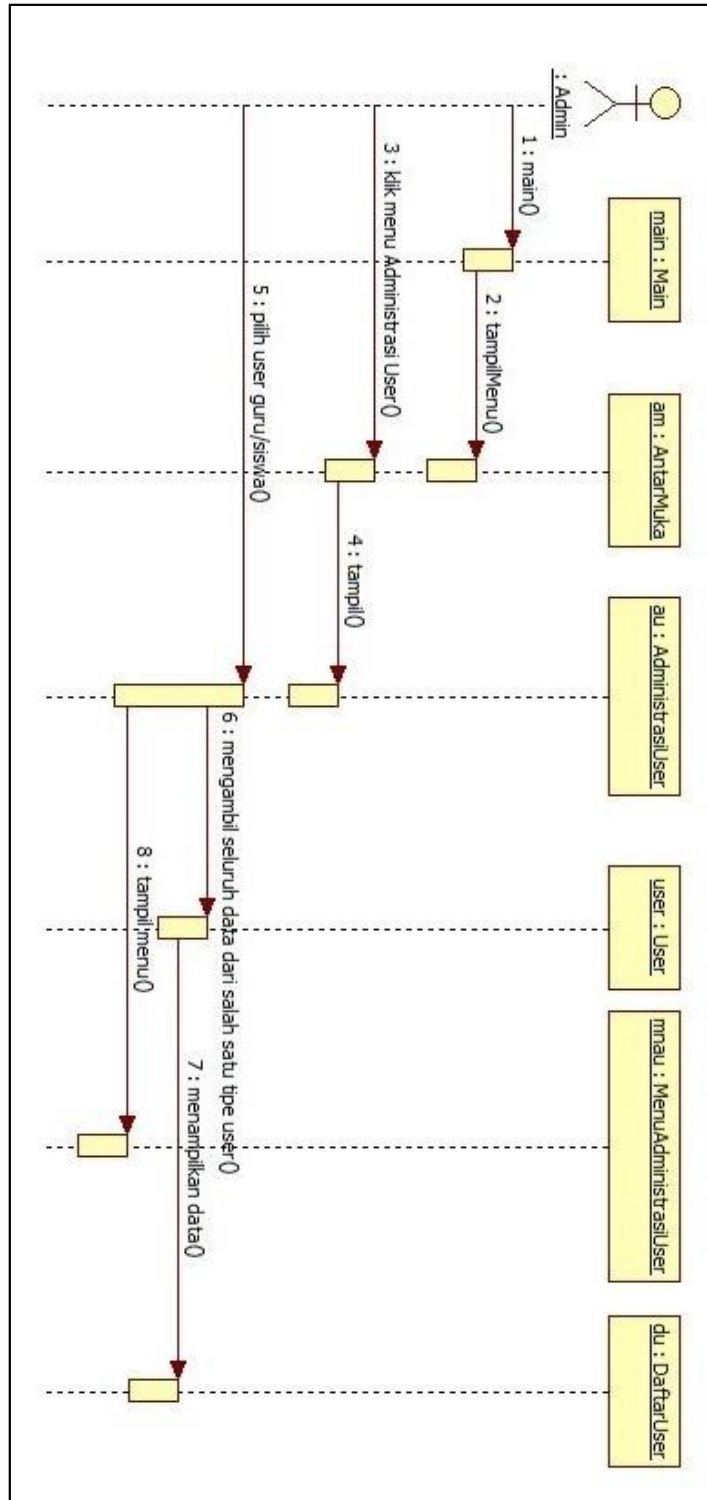 : Admin
main : Main
am : AntarMuka
au : AdministrasiUser
user : User
mnau : MenuAdministrasiUser
du : DaftarUser
1 : main()
2 : tampilMenu()
3 : klik menu Administrasi User()
4 : tampil()
5 : pilih user guru/siswa()
6 : mengambil seluruh data dari salah satu tipe user()
7 : menampilkan data()
8 : tampil menu()